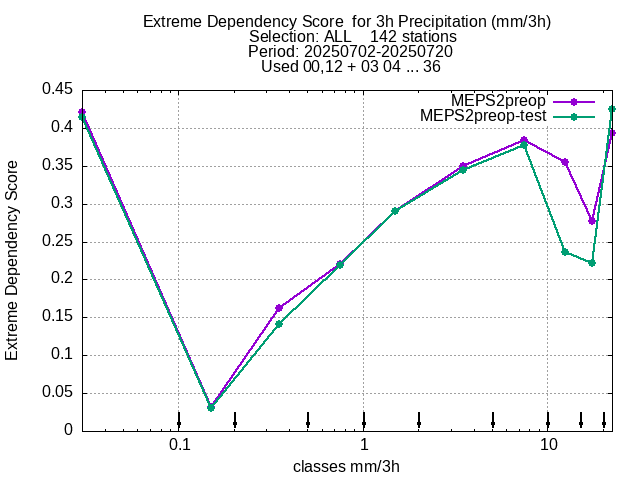 Extreme Dependency Score  for 3h Precipitation (mm/3h)
Selection: ALL    142 stations
Period: 20250702-20250720
Used 00,12 + 03 04 ... 36
MEPS2preop
MEPS2preop-test
0.45
0.4
0.35
0.3
0.25
0.2
0.15
0.1
0.05
0
Extreme Dependency Score
0.1 1 10
classes mm/3h